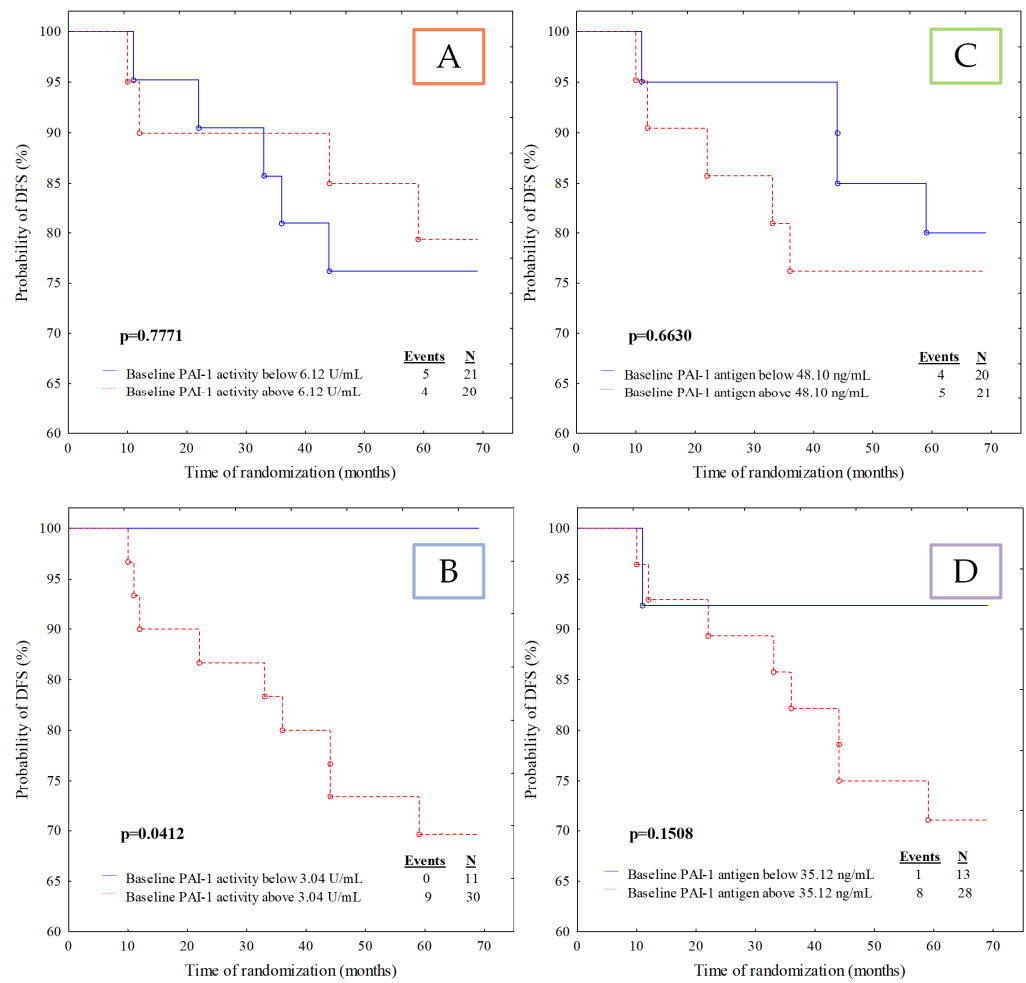 A
Probability of DFS (%)
100
95
90
85
80
75
70
65
60
p=0.7771
Events N
Baseline PAI-1 activity below 6.12 U/mL 5 21
Baseline PAI-1 activity above 6.12 U/mL 4 20
0 10 20 30 40 50 60 70
Time of randomization (months)
C
Probability of DFS (%)
100
95
90
85
80
75
70
65
60
p=0.6630
Events N
Baseline PAI-1 antigen below 48.10 ng/mL 4 20
Baseline PAI-1 antigen above 48.10 ng/mL 5 21
0 10 20 30 40 50 60 70
Time of randomization (months)
B
Probability of DFS (%)
100
95
90
85
80
75
70
65
60
p=0.0412
Events N
Baseline PAI-1 activity below 3.04 U/mL 0 11
Baseline PAI-1 activity above 3.04 U/mL 9 30
0 10 20 30 40 50 60 70
Time of randomization (months)
D
Probability of DFS (%)
100
95
90
85
80
75
70
65
60
p=0.1508
Events N
Baseline PAI-1 antigen below 35.12 ng/mL 1 13
Baseline PAI-1 antigen above 35.12 ng/mL 8 28
0 10 20 30 40 50 60 70
Time of randomization (months)